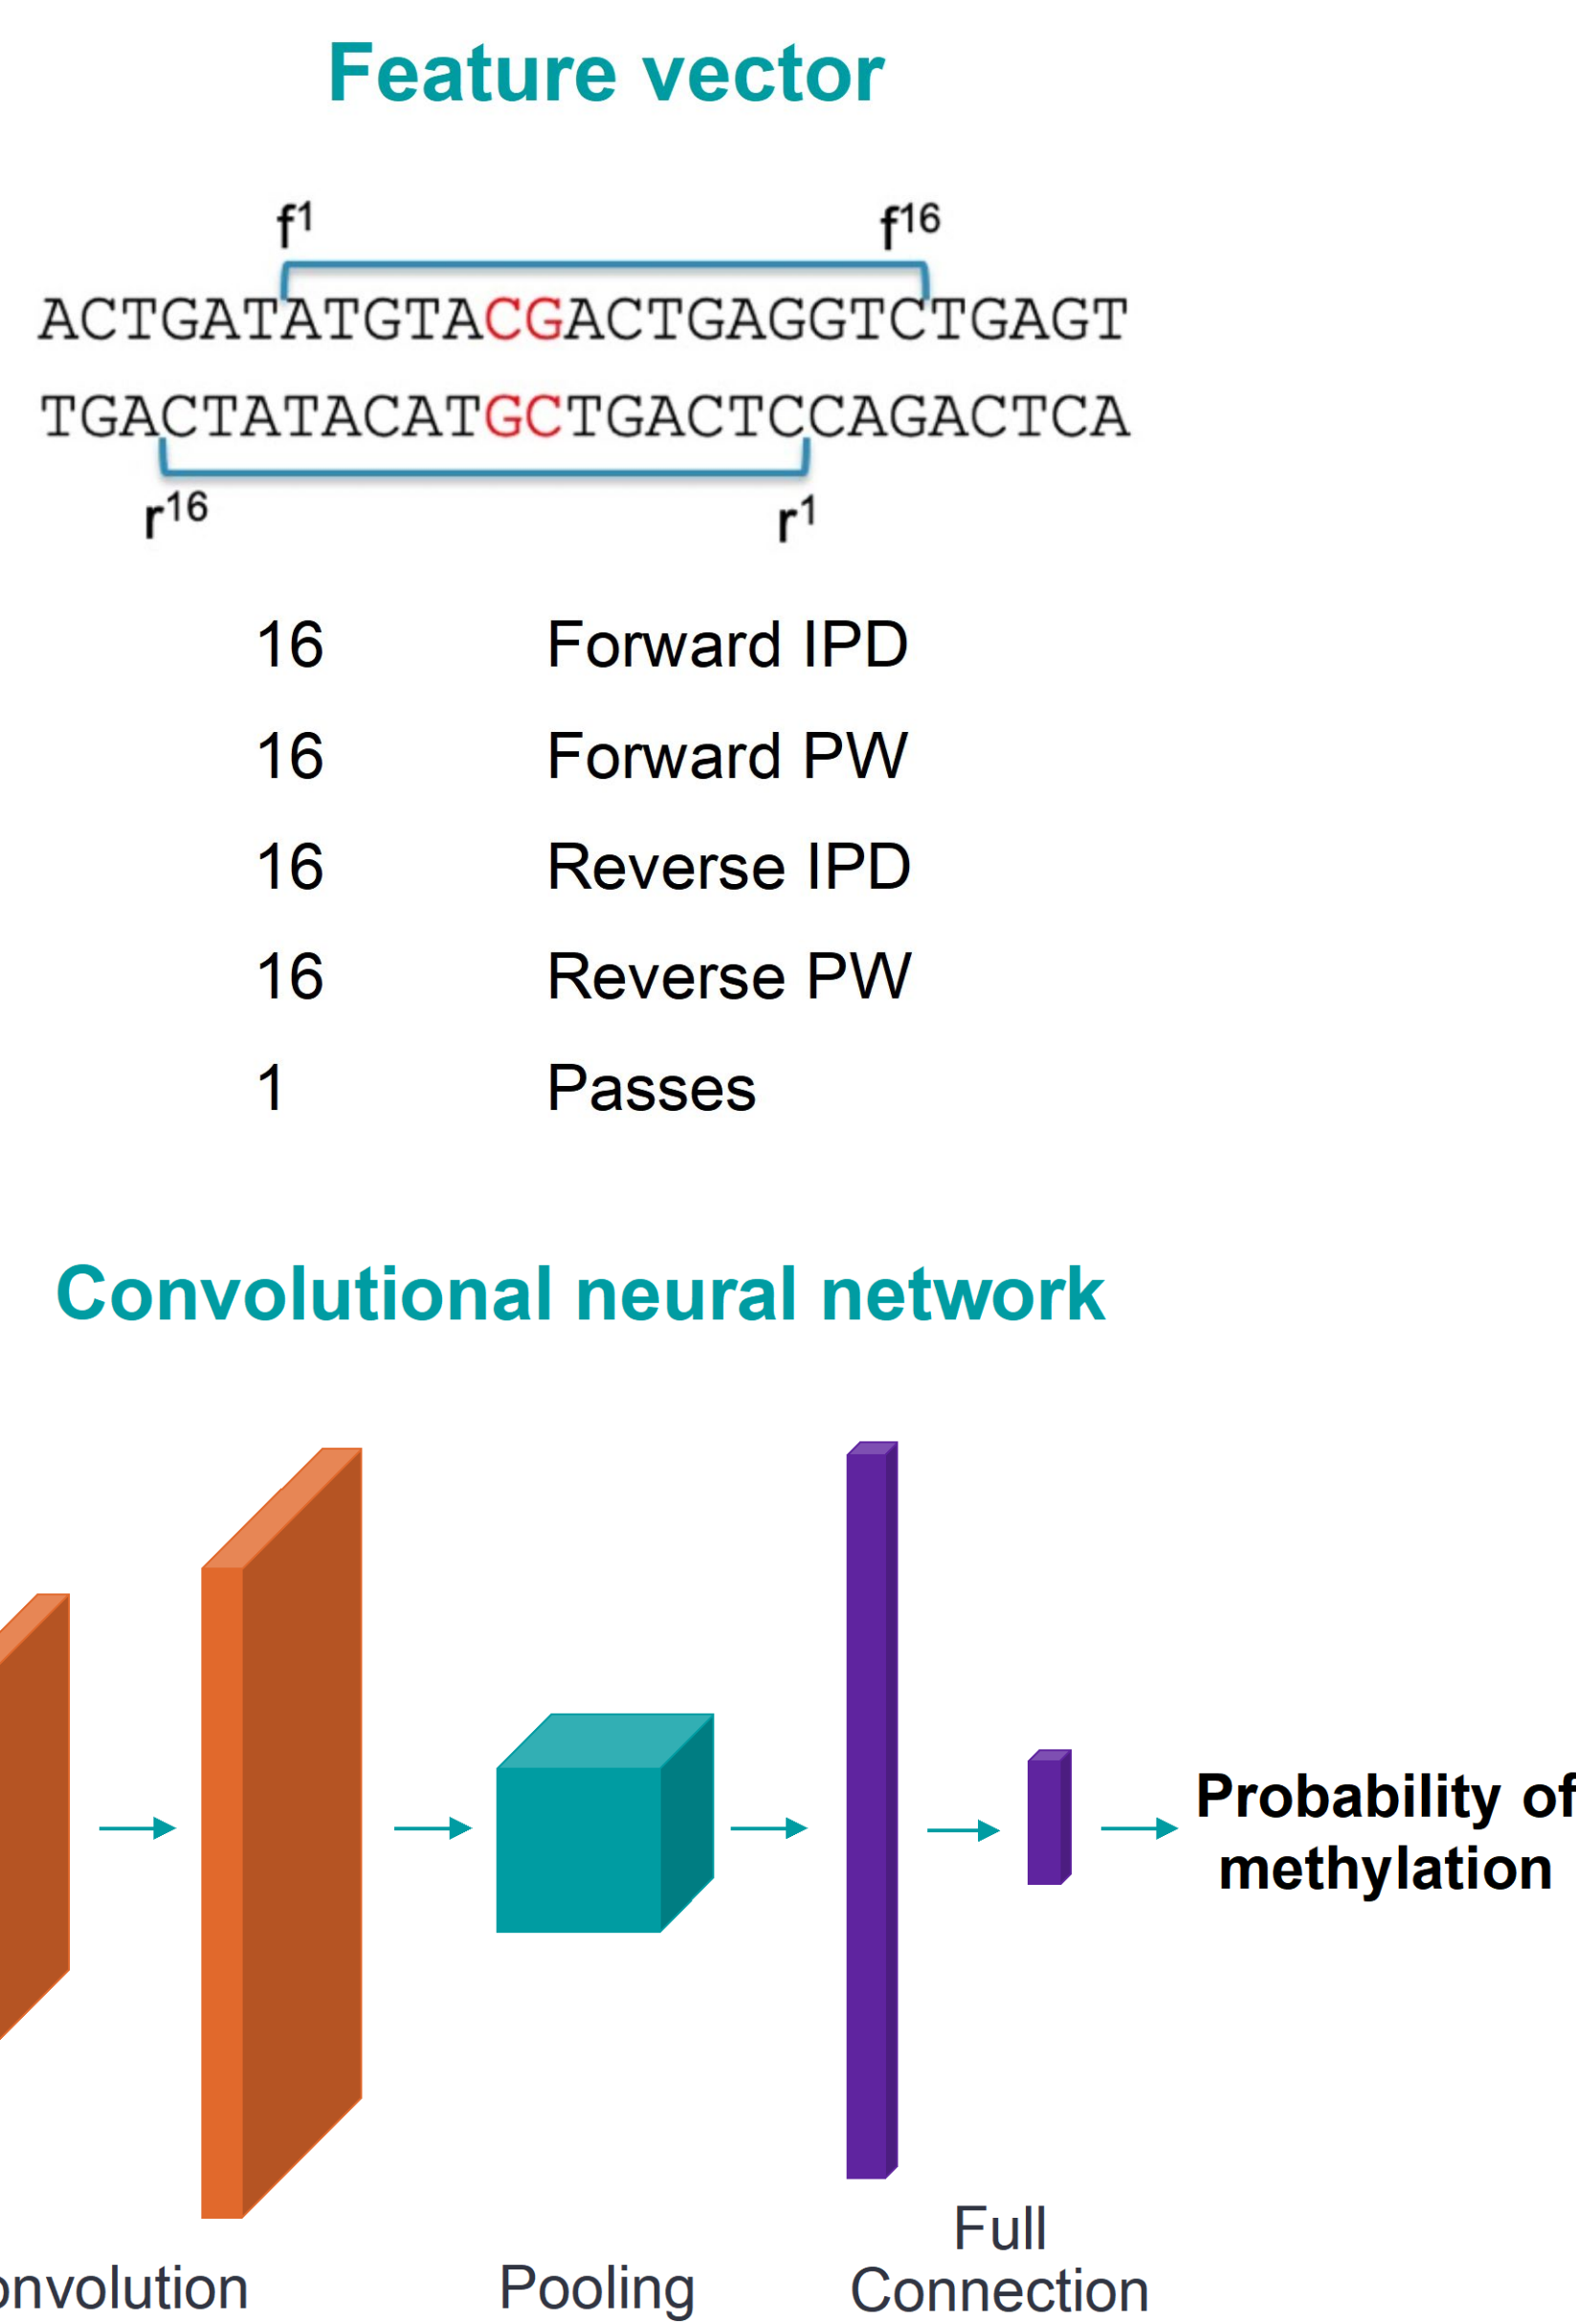 Feature vector
f1 f16
ACTGATATGTACGACTGAGGTCTGAGT
TGACTATACATGCTGACTCCAGACTCA
r16 r1
16 Forward IPD
16 Forward PW
16 Reverse IPD
16 Reverse PW
1 Passes
Convolutional neural network
Probability of
methylation
onvolution Pooling Full
Connection